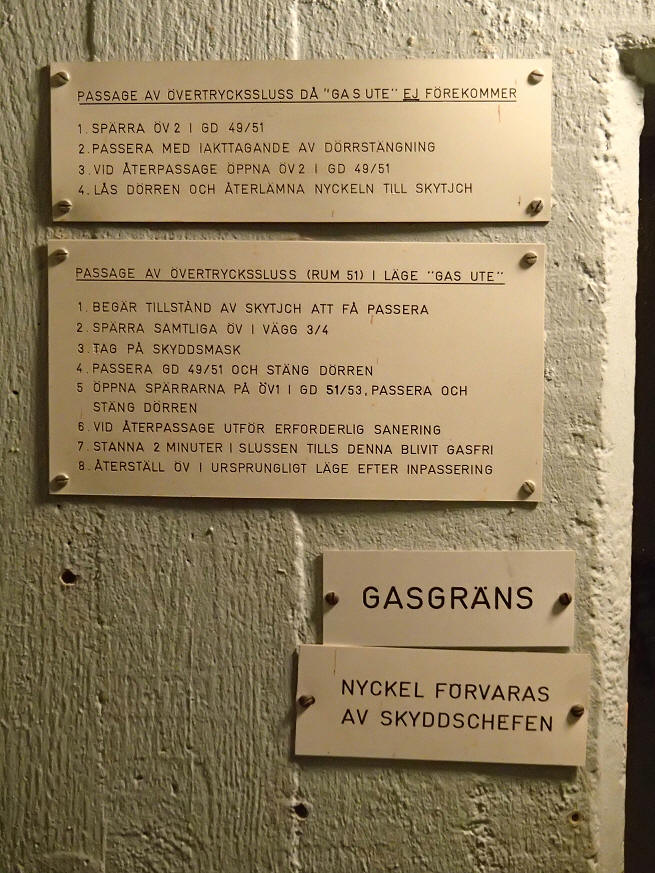 PASSAGE AV ÖVERTRYCKSSLUSS DÅ "GAS UTE" EJ FÖREKOMMER
1. SPÄRRA ÖV 2 I GD 49/51
2. PASSERA MED IAKTTAGANDE AV DÖRRSTÄNGNING
3. VID ÅTERPASSAGE ÖPPNA ÖV 2 I GD 49/51
4. LÅS DÖRREN OCH ÅTERLÄMNA NYCKELN TILL SKYTJCH
PASSAGE AV ÖVERTRYCKSSLUSS (RUM 51) I LÄGE "GAS UTE"
1. BEGÄR TILLSTÅND AV SKYTJCH ATT FÅ PASSERA
2. SPÄRRA SAMTLIGA ÖV I VÄGG 3/4
3. TAG PÅ SKYDDSMASK
4. PASSERA GD 49/51 OCH STÄNG DÖRREN
5 ÖPPNA SPÄRRARNA PÅ ÖV1 I GD 51/53, PASSERA OCH
STÄNG DÖRREN
6. VID ÅTERPASSAGE UTFÖR ERFORDERLIG SANERING
7. STANNA 2 MINUTER I SLUSSEN TILLS DENNA BLIVIT GASFRI
8. ÅTERSTÄLL ÖV I URSPRUNGLIGT LÄGE EFTER INPASSERING
GASGRÄNS
NYCKEL FÖRVARAS
AV SKYDDSCHEFEN